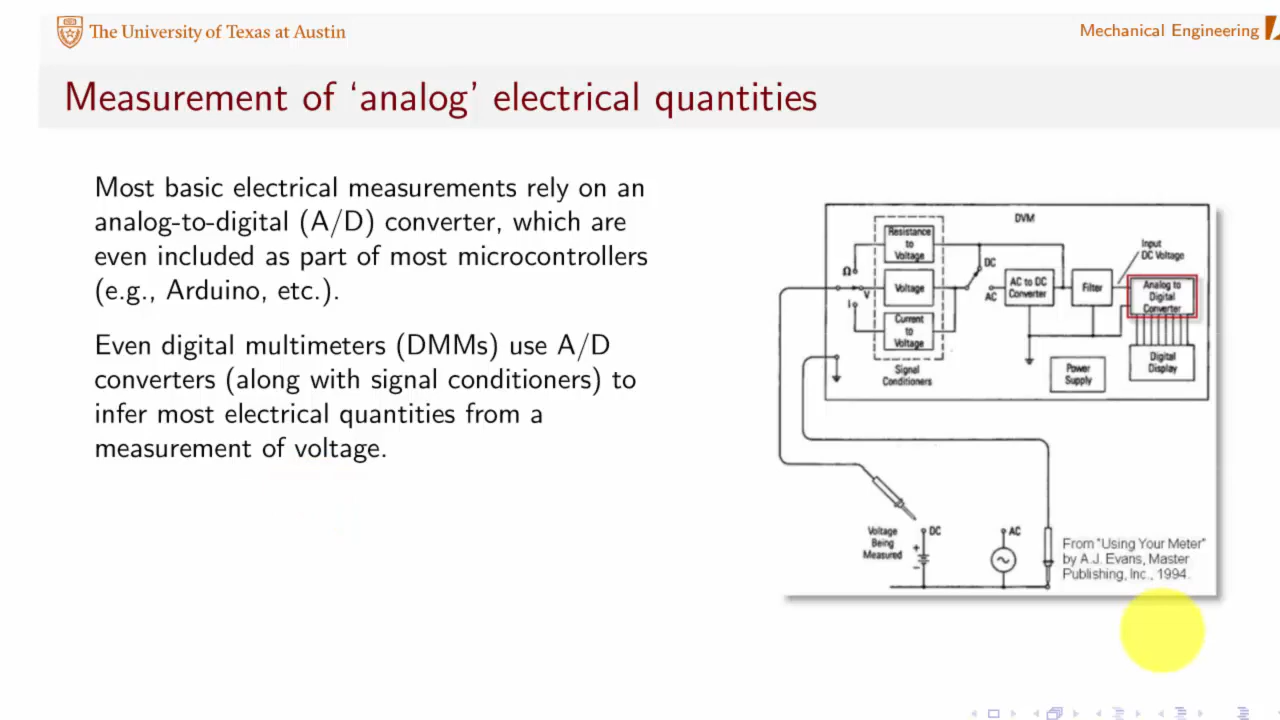 The University of Texas at Austin
Mechanical Engineering
Measurement of ‘analog’ electrical quantities
Most basic electrical measurements rely on an
analog-to-digital (A/D) converter, which are
even included as part of most microcontrollers
(e.g., Arduino, etc.).
Even digital multimeters (DMMs) use A/D
converters (along with signal conditioners) to
infer most electrical quantities from a
measurement of voltage.
DVM
Resistance
to
Voltage
Ω
V
I
Voltage
Current
to
Voltage
Signal
Conditioners
DC
AC
AC to DC
Converter
Filter
Input
DC Voltage
Analog to
Digital
Converter
Digital
Display
Power
Supply
Voltage
Being
Measured
DC
+
−
AC
From "Using Your Meter"
by A.J. Evans, Master
Publishing, Inc., 1994.